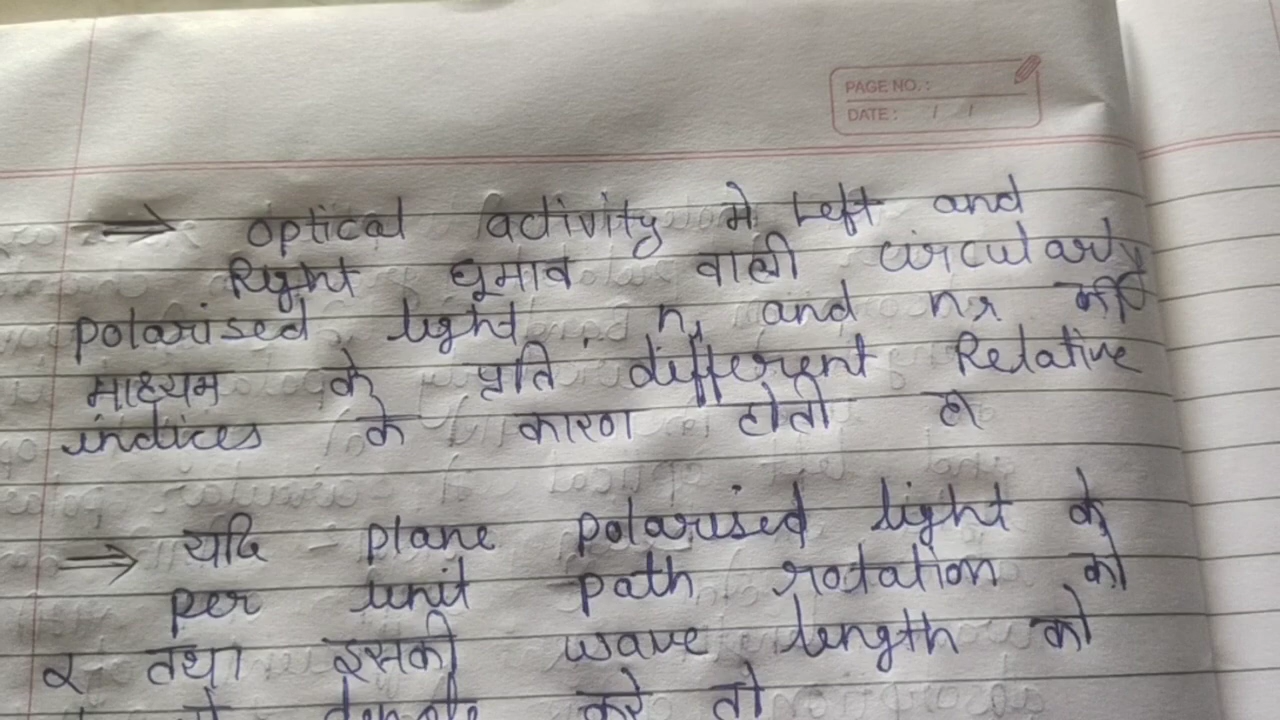 PAGE NO.:
DATE: / /
→ optical activity मे Left and
Right घुमाव वाली circularly
polarised light n₁ and nr की
माध्यम के प्रति different Relative
indices के कारण होती है
⇒ यदि plane polarised light के
per unit path rotation को
α तथा इसकी wave length को
करे तो